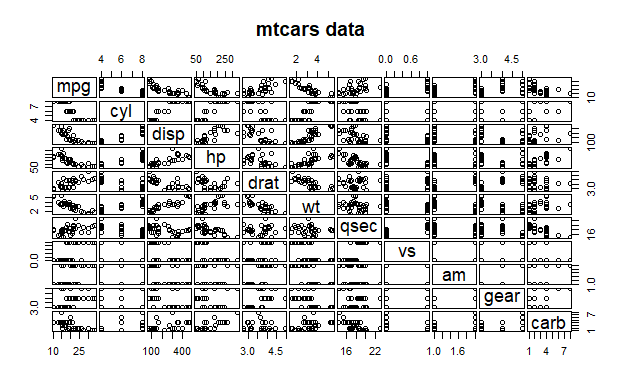 mtcars data
4 6 8 50 250 2 4 0.0 0.6 3.0 4.5
mpg 10
4 7 cyl
disp 100
50 hp
drat 3.0
2 5 wt
qsec 16
0.0 vs
am 1.0
3.0 gear
carb 1 7
10 25 100 400 3.0 4.5 16 22 1.0 1.6 1 4 7